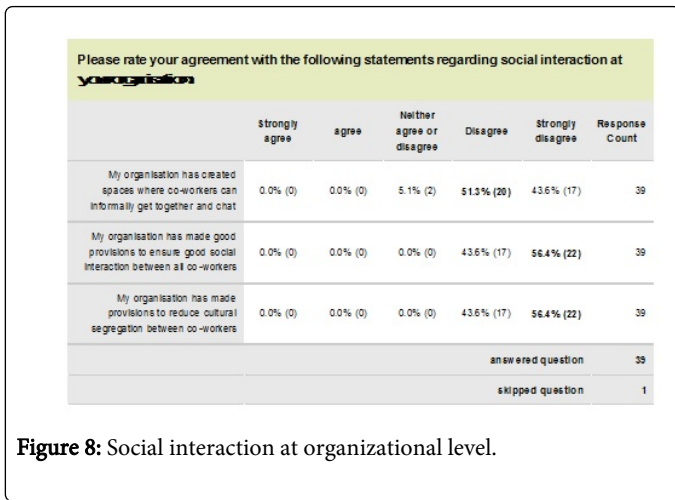 Please rate your agreement with the following statements regarding social interaction at
your organisation
Strongly agree
agree
Neither agree or disagree
Disagree
Strongly disagree
Response Count
My organisation has created spaces where co-workers can informally get together and chat
0.0% (0)
0.0% (0)
5.1% (2)
51.3% (20)
43.6% (17)
39
My organisation has made good provisions to ensure good social interaction between all co-workers
0.0% (0)
0.0% (0)
0.0% (0)
43.6% (17)
56.4% (22)
39
My organisation has made provisions to reduce cultural segregation between co-workers
0.0% (0)
0.0% (0)
0.0% (0)
43.6% (17)
56.4% (22)
39
answered question 39
skipped question 1
Figure 8: Social interaction at organizational level.